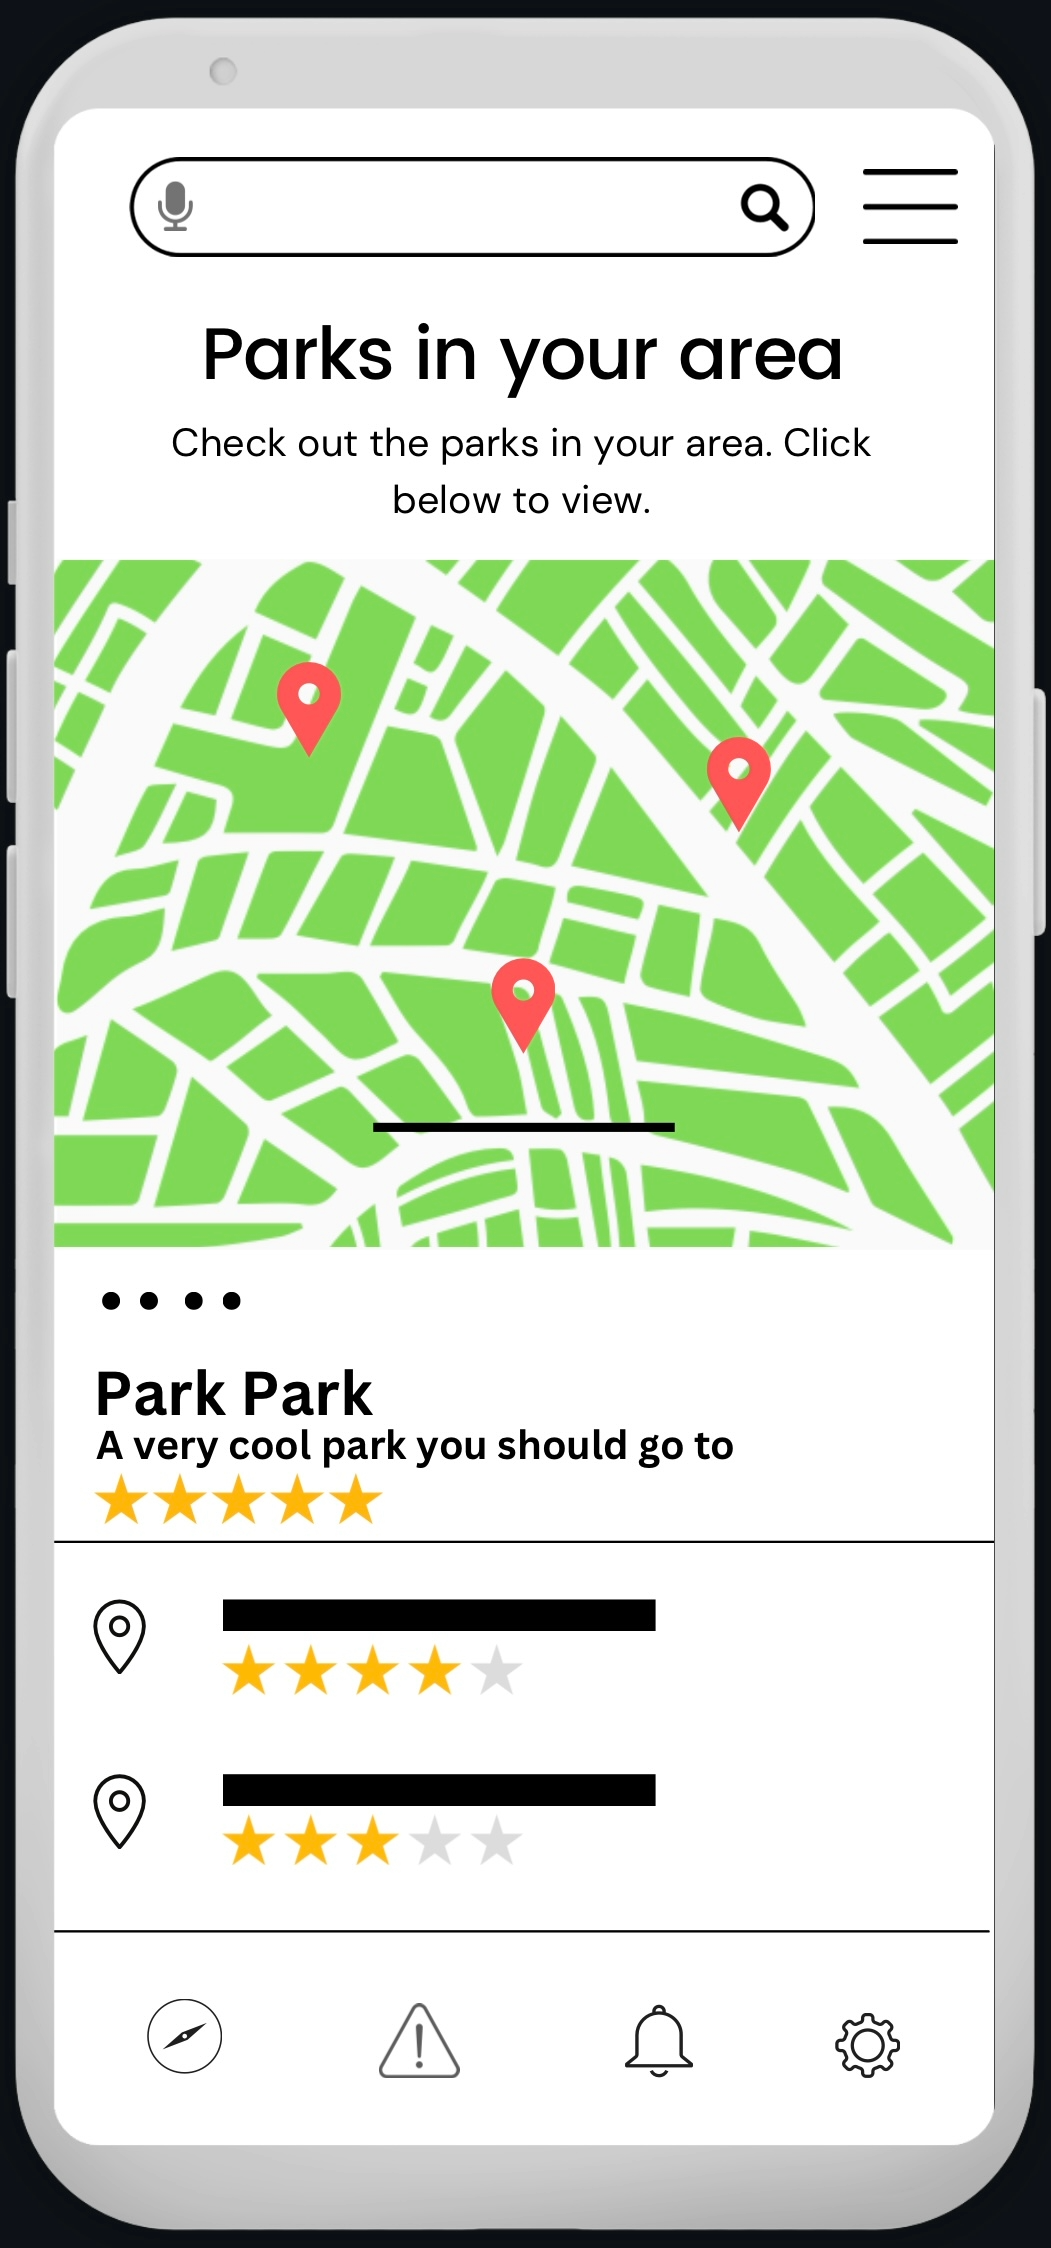 Parks in your area
Check out the parks in your area. Click
below to view.
Park Park
A very cool park you should go to